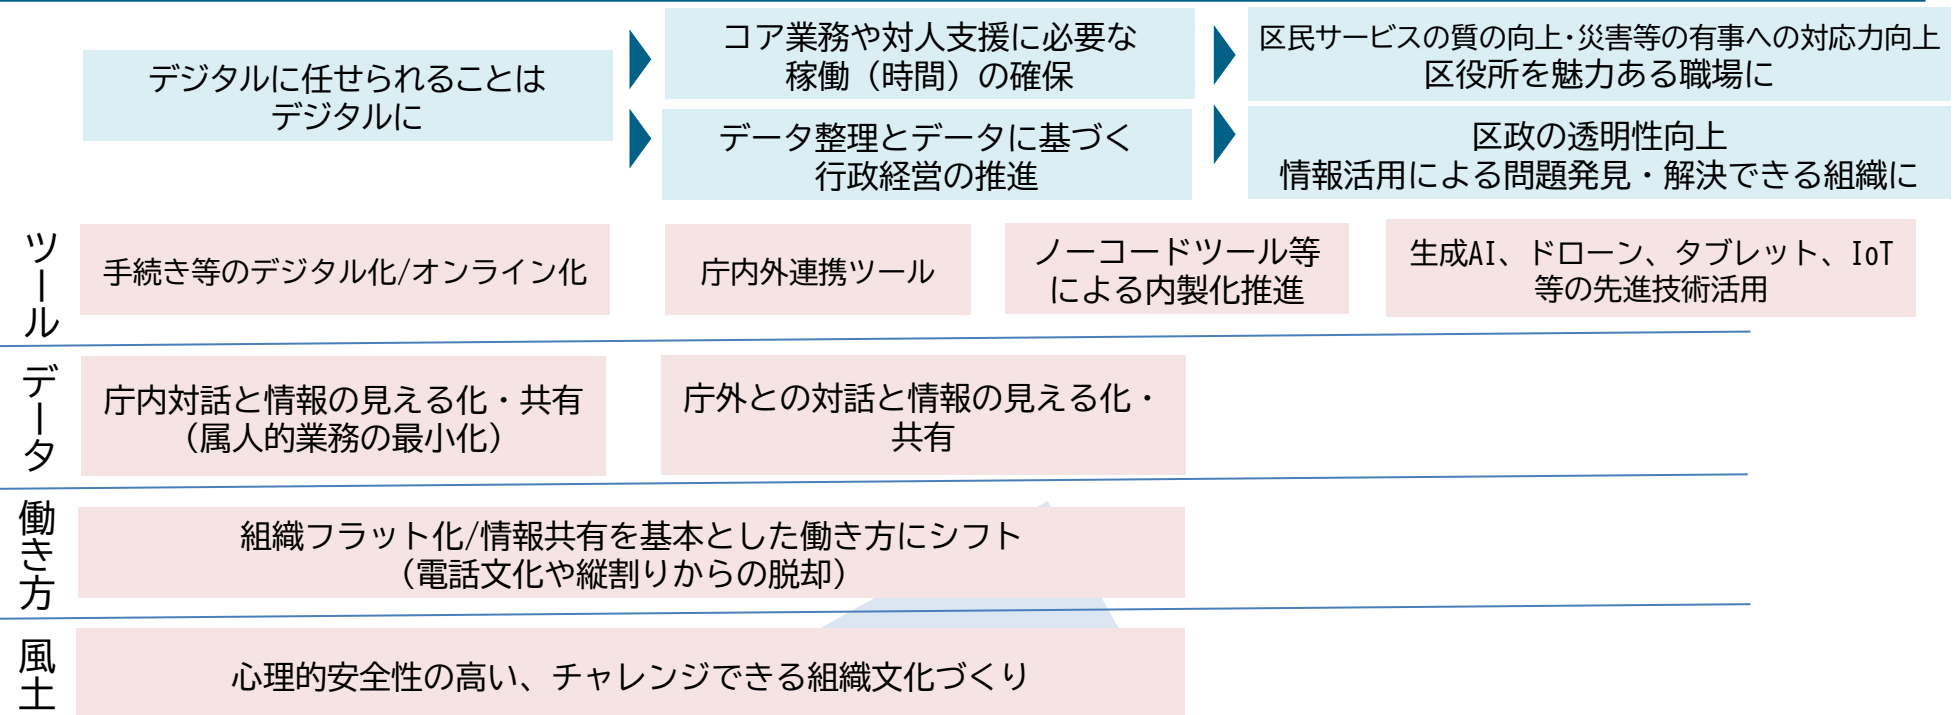 デジタルに任せられることは
デジタルに
コア業務や対人支援に必要な
稼働（時間）の確保
データ整理とデータに基づく
行政経営の推進
区民サービスの質の向上・災害等の有事への対応力向上
区役所を魅力ある職場に
区政の透明性向上
情報活用による問題発見・解決できる組織に
ツール
手続き等のデジタル化/オンライン化
庁内外連携ツール
ノーコードツール等
による内製化推進
生成AI、ドローン、タブレット、IoT
等の先進技術活用
データ
庁内対話と情報の見える化・共有
（属人的業務の最小化）
庁外との対話と情報の見える化・
共有
働き方
組織フラット化/情報共有を基本とした働き方にシフト
（電話文化や縦割りからの脱却）
風土
心理的安全性の高い、チャレンジできる組織文化づくり